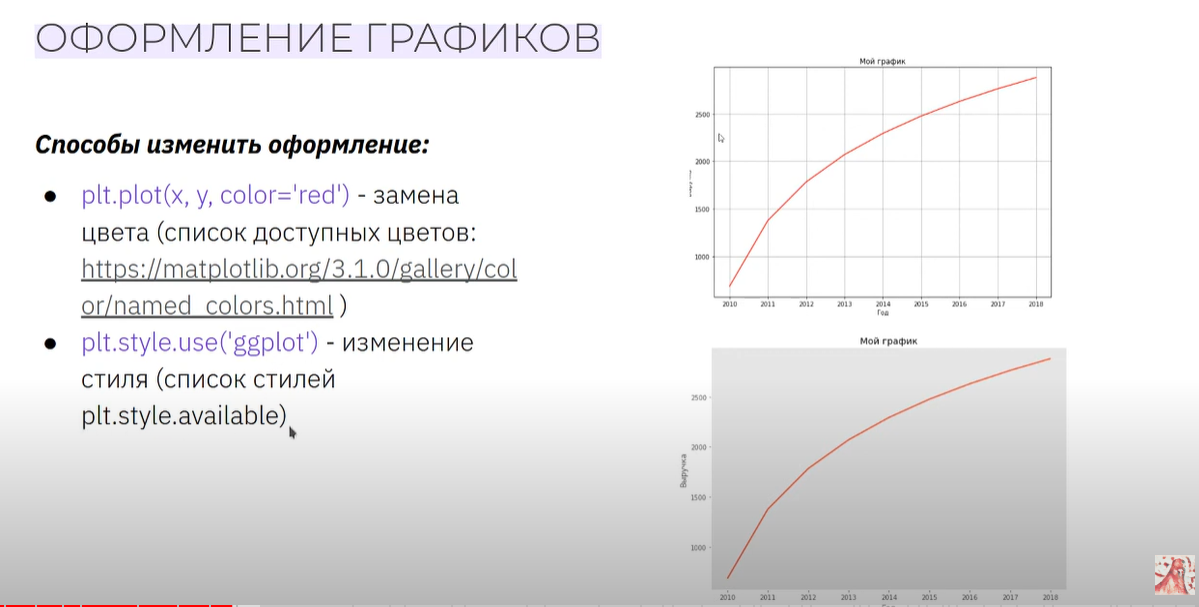 ОФОРМЛЕНИЕ ГРАФИКОВ
Способы изменить оформление:
● plt.plot(x, y, color='red') - замена
цвета (список доступных цветов:
https://matplotlib.org/3.1.0/gallery/col
or/named_colors.html )
● plt.style.use('ggplot') - изменение
стиля (список стилей
plt.style.available)
Мой график
2500
2000
1500
1000
2010 2011 2012 2013 2014 2015 2016 2017 2018
Год
Мой график
Выручка
2500
2000
1500
1000
2010 2011 2012 2013 2014 2015 2016 2017 2018